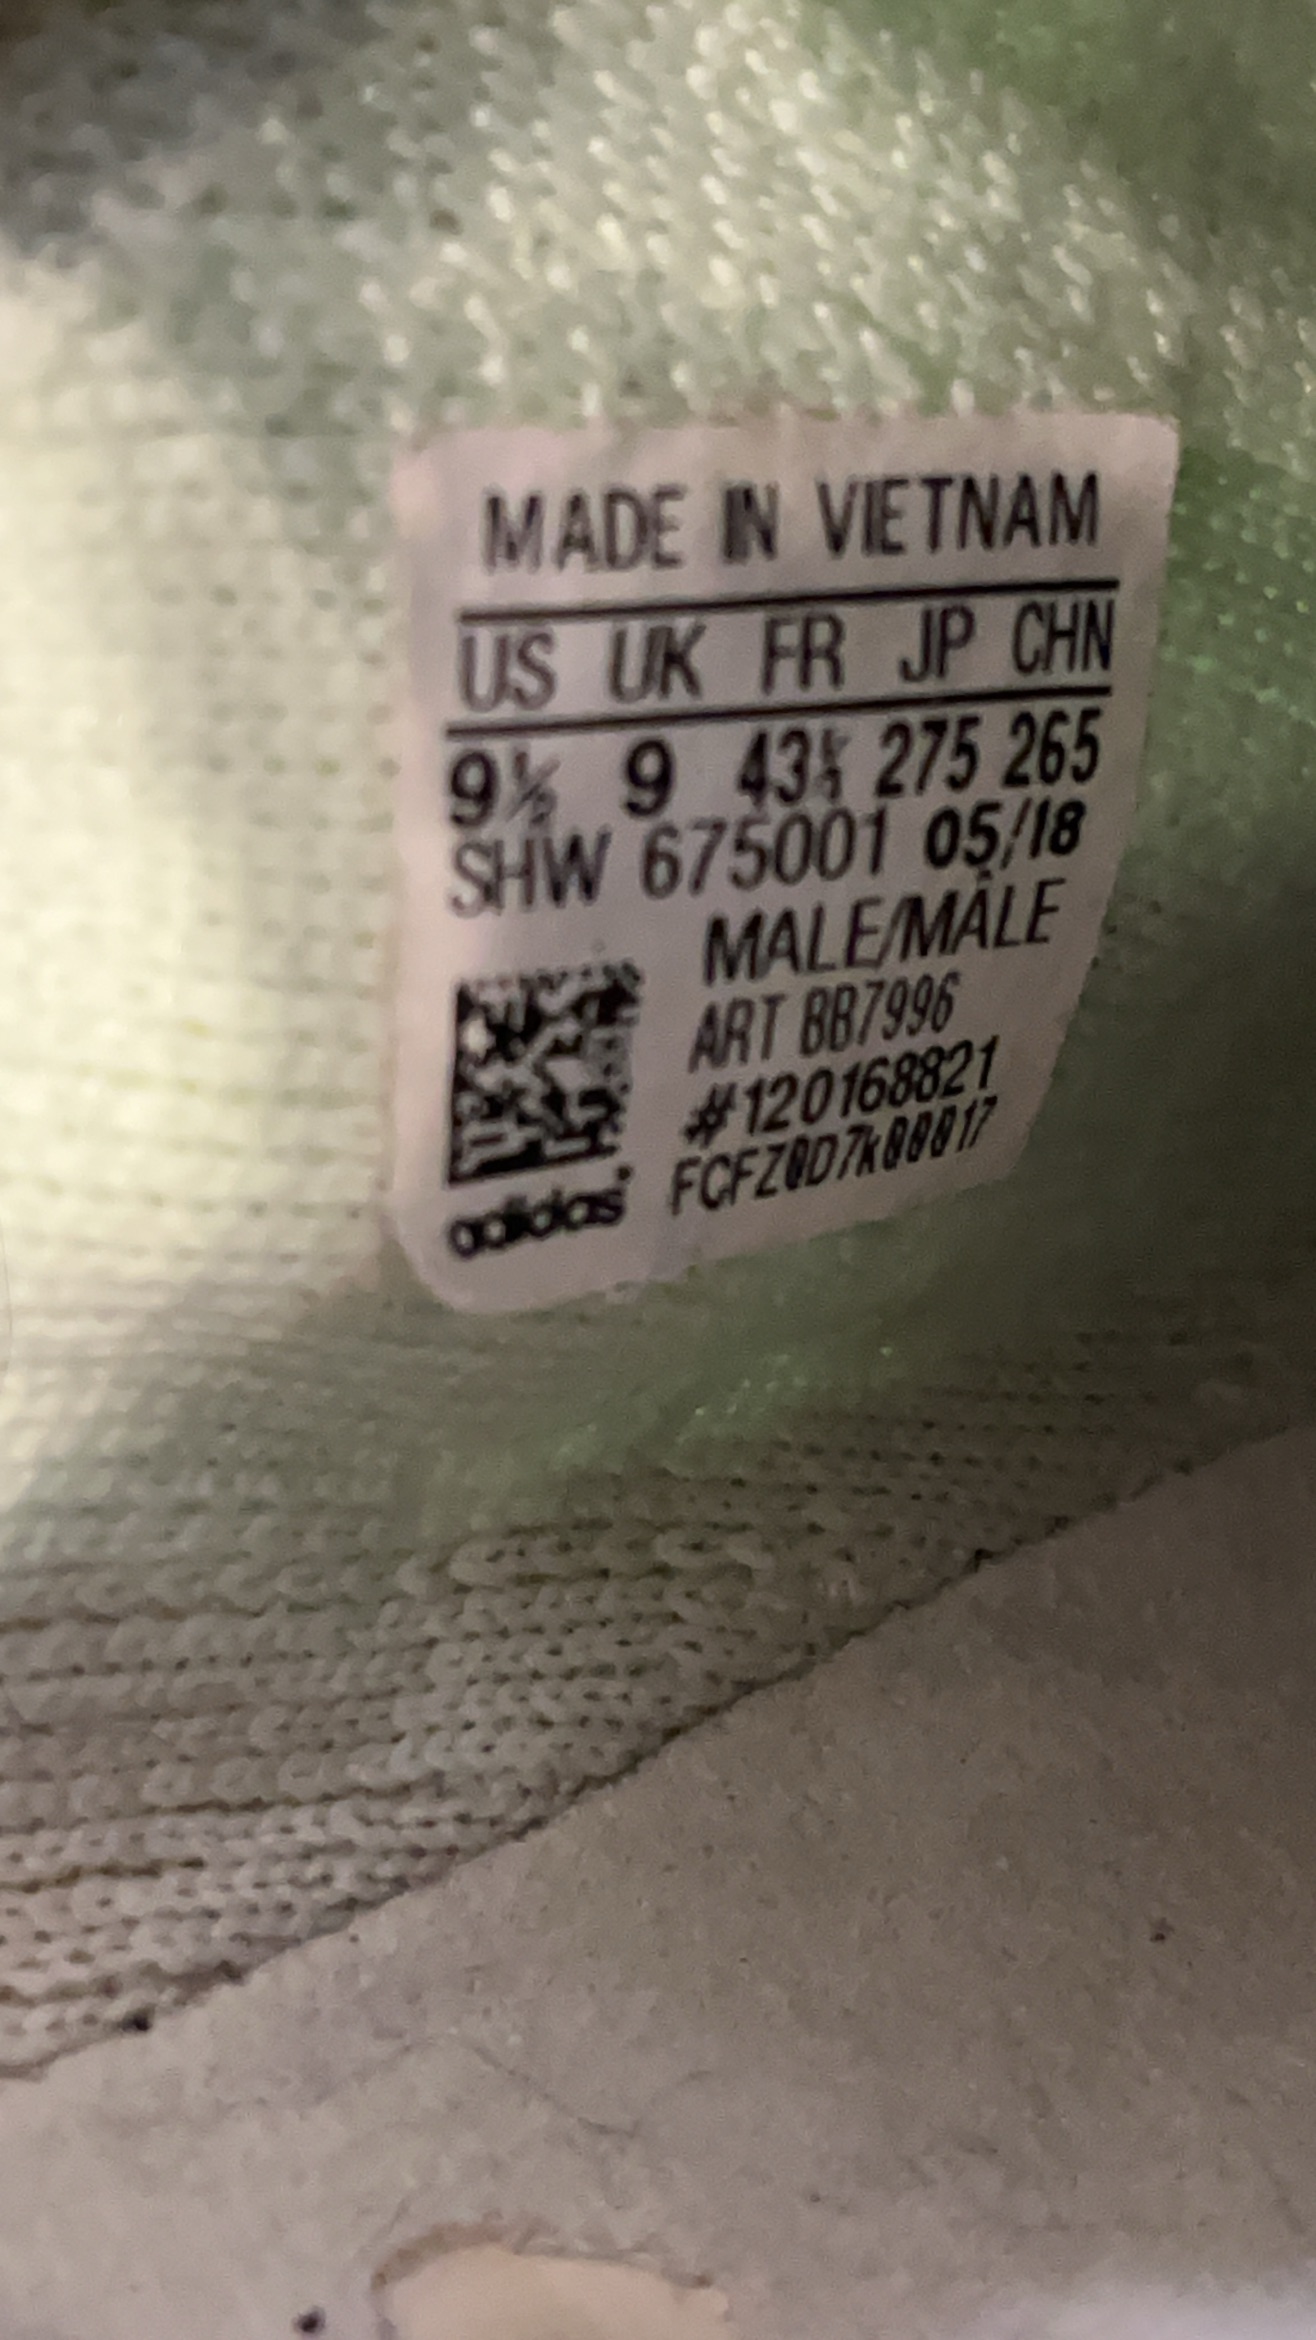 MADE IN VIETNAM
US UK FR JP CHN
9½ 9 43⅓ 275 265
SHW 675001 05/18
MALE/MÂLE
ART BB7996
#120168821
FCFZ0D7k00017
adidas